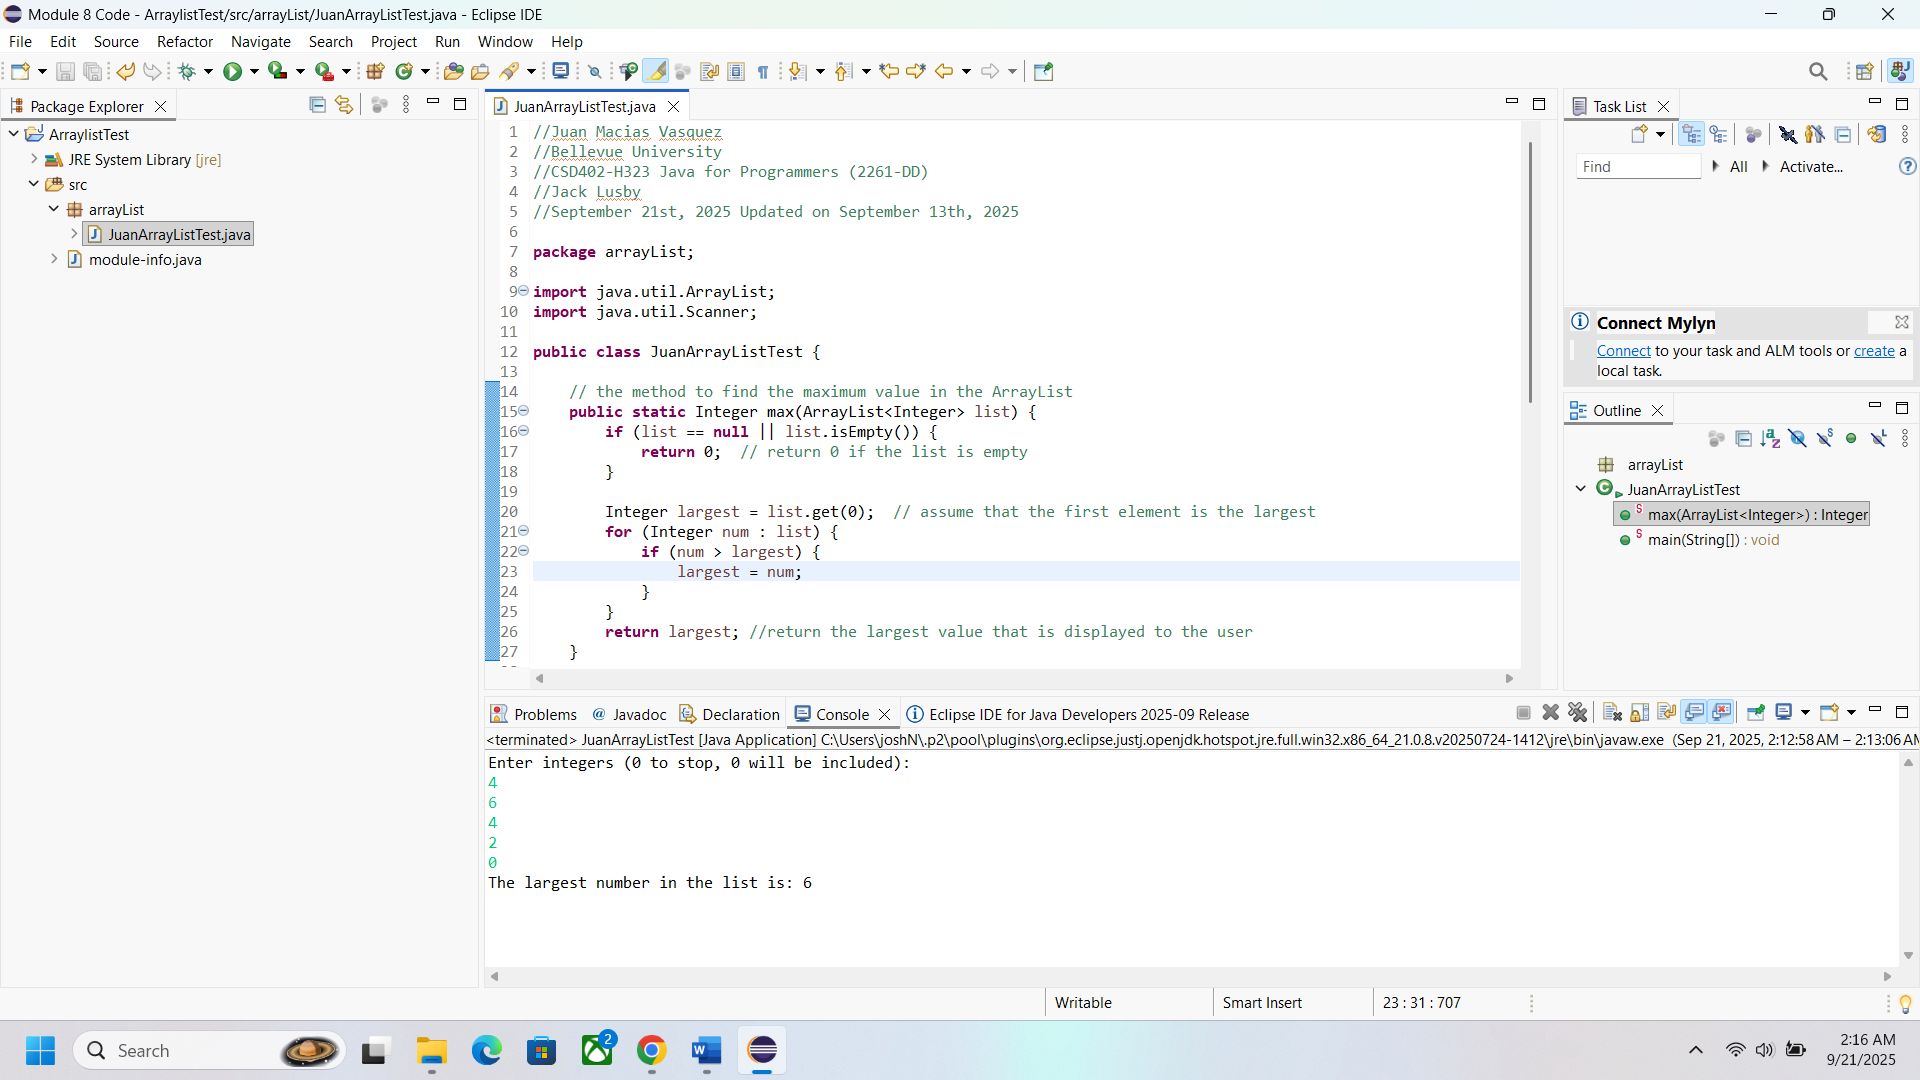 Module 8 Code - ArraylistTest/src/arrayList/JuanArrayListTest.java - Eclipse IDE
File Edit Source Refactor Navigate Search Project Run Window Help
Package Explorer
ArraylistTest
JRE System Library [jre]
src
arrayList
JuanArrayListTest.java
module-info.java
JuanArrayListTest.java
1 //Juan Macias Vasquez
2 //Bellevue University
3 //CSD402-H323 Java for Programmers (2261-DD)
4 //Jack Lusby
5 //September 21st, 2025 Updated on September 13th, 2025
6
7 package arrayList;
8
9 import java.util.ArrayList;
10 import java.util.Scanner;
11
12 public class JuanArrayListTest {
13
14     // the method to find the maximum value in the ArrayList
15     public static Integer max(ArrayList<Integer> list) {
16         if (list == null || list.isEmpty()) {
17             return 0;  // return 0 if the list is empty
18         }
19
20         Integer largest = list.get(0);  // assume that the first element is the largest
21         for (Integer num : list) {
22             if (num > largest) {
23                 largest = num;
24             }
25         }
26         return largest; //return the largest value that is displayed to the user
27     }
Task List
Find All Activate...
Connect Mylyn
Connect to your task and ALM tools or create a
local task.
Outline
arrayList
JuanArrayListTest
max(ArrayList<Integer>) : Integer
main(String[]) : void
Problems Javadoc Declaration Console Eclipse IDE for Java Developers 2025-09 Release
<terminated> JuanArrayListTest [Java Application] C:\Users\joshN\.p2\pool\plugins\org.eclipse.justj.openjdk.hotspot.jre.full.win32.x86_64_21.0.8.v20250724-1412\jre\bin\javaw.exe (Sep 21, 2025, 2:12:58 AM – 2:13:06 AM
Enter integers (0 to stop, 0 will be included):
4
6
4
2
0
The largest number in the list is: 6
Writable Smart Insert 23 : 31 : 707
Search
2
2:16 AM
9/21/2025